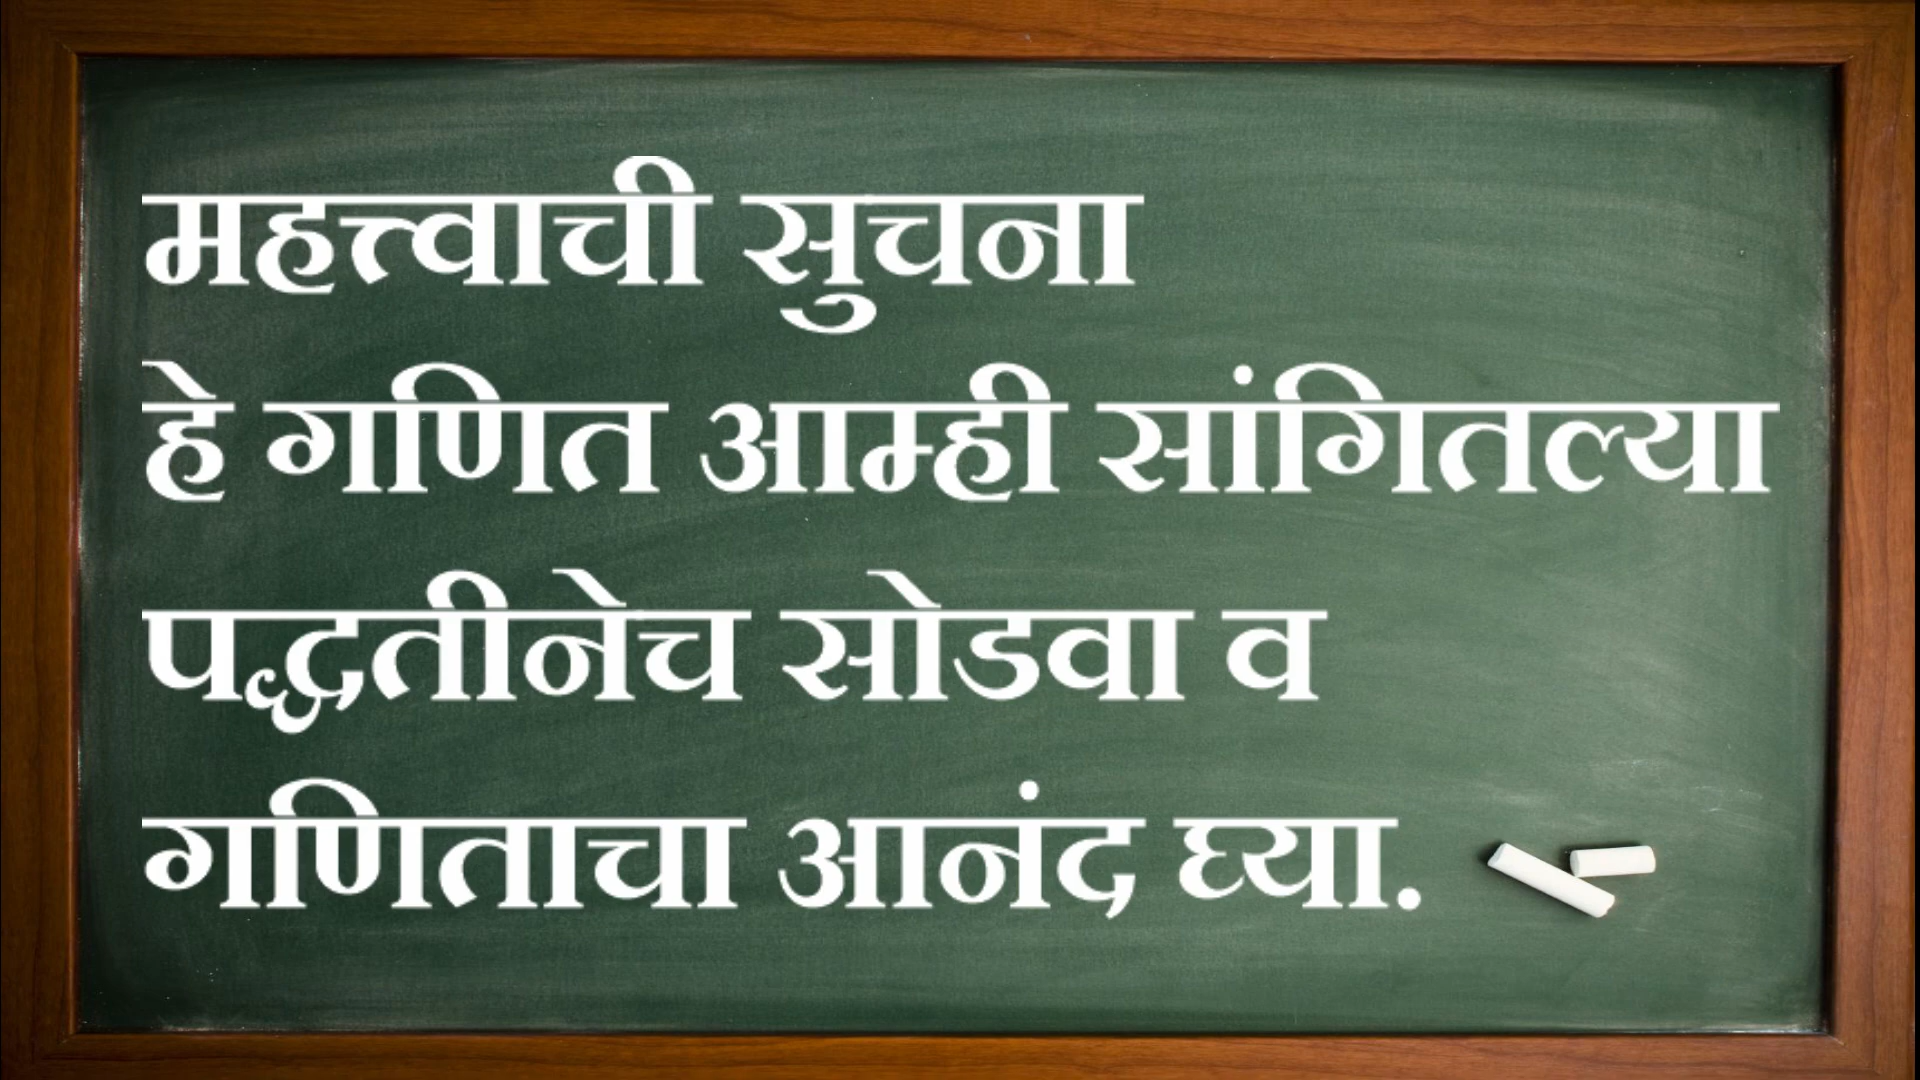 महत्त्वाची सुचना
हे गणित आम्ही सांगितल्या
पद्धतीनेच सोडवा व
गणिताचा आनंद घ्या.